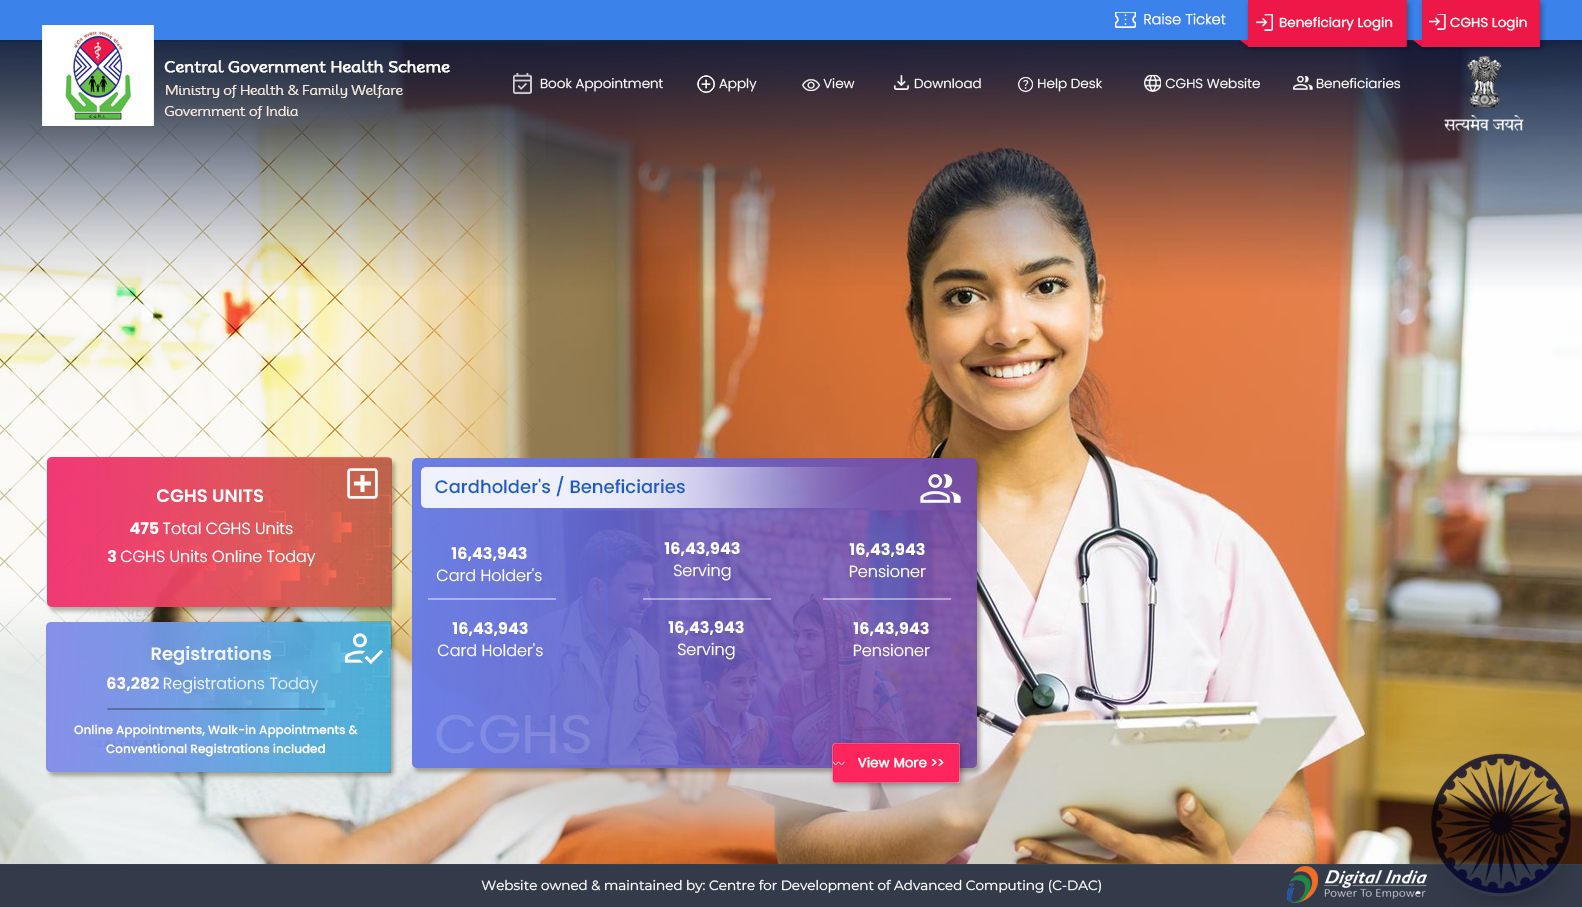 Raise Ticket
Beneficiary Login
CGHS Login
Central Government Health Scheme
Ministry of Health & Family Welfare
Government of India
Book Appointment
Apply
View
Download
Help Desk
CGHS Website
Beneficiaries
सत्यमेव जयते
CGHS UNITS
475 Total CGHS Units
3 CGHS Units Online Today
Registrations
63,282 Registrations Today
Online Appointments, Walk-in Appointments &
Conventional Registrations included
Cardholder's / Beneficiaries
16,43,943
Card Holder's
16,43,943
Serving
16,43,943
Pensioner
16,43,943
Card Holder's
16,43,943
Serving
16,43,943
Pensioner
CGHS
View More >>
Website owned & maintained by: Centre for Development of Advanced Computing (C-DAC)
Digital India
Power To Empower